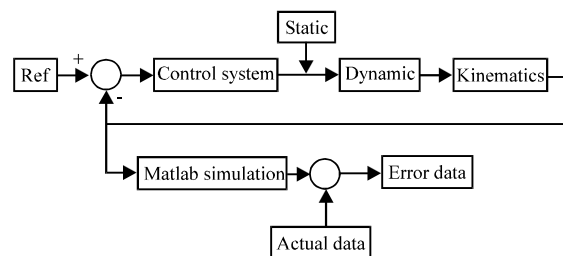 Static
+
Ref
Control system
Dynamic
Kinematics
-
Matlab simulation
Error data
Actual data